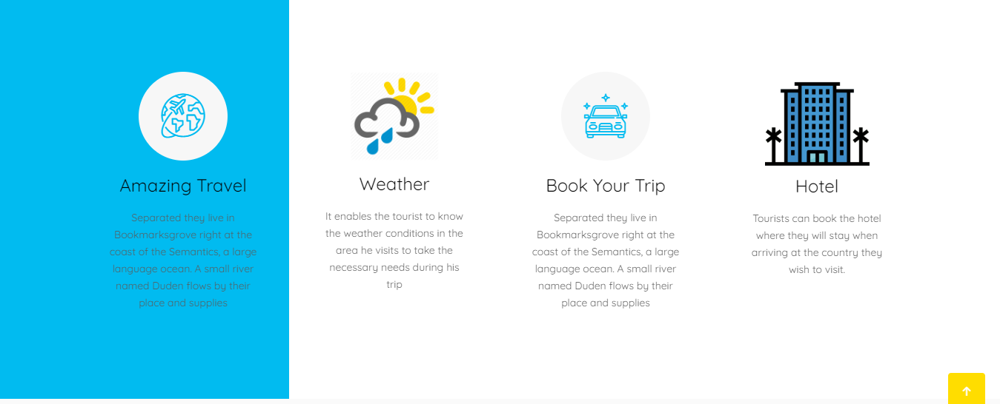 Amazing Travel
Separated they live in
Bookmarksgrove right at the
coast of the Semantics, a large
language ocean. A small river
named Duden flows by their
place and supplies
Weather
It enables the tourist to know
the weather conditions in the
area he visits to take the
necessary needs during his
trip
Book Your Trip
Separated they live in
Bookmarksgrove right at the
coast of the Semantics, a large
language ocean. A small river
named Duden flows by their
place and supplies
Hotel
Tourists can book the hotel
where they will stay when
arriving at the country they
wish to visit.